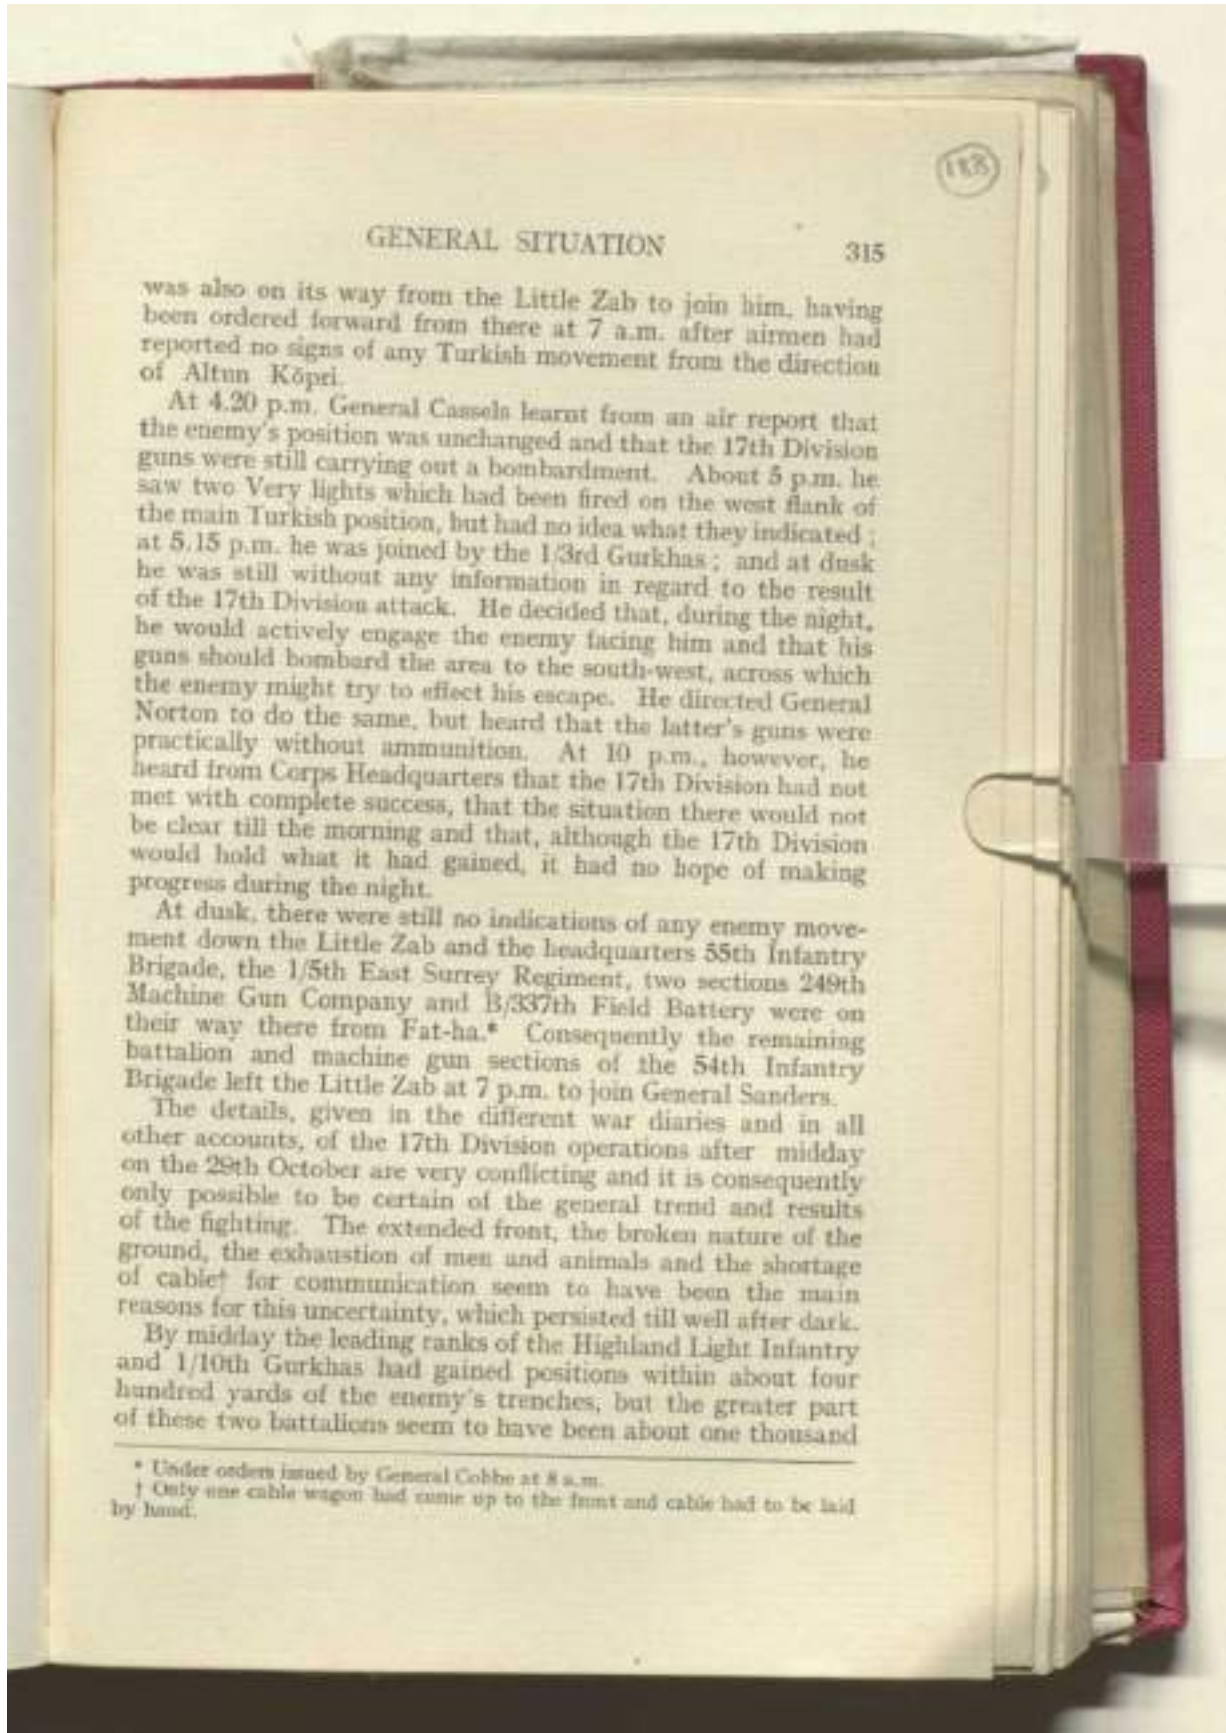 GENERAL SITUATION 315
was also on its way from the Little Zab to join him, having
been ordered forward from there at 7 a.m. after airmen had
reported no signs of any Turkish movement from the direction
of Altun Köpri.
At 4.20 p.m. General Cassels learnt from an air report that
the enemy's position was unchanged and that the 17th Division
guns were still carrying out a bombardment. About 5 p.m. he
saw two Very lights which had been fired on the west flank of
the main Turkish position, but had no idea what they indicated ;
at 5.15 p.m. he was joined by the 1/3rd Gurkhas ; and at dusk
he was still without any information in regard to the result
of the 17th Division attack. He decided that, during the night,
he would actively engage the enemy facing him and that his
guns should bombard the area to the south-west, across which
the enemy might try to effect his escape. He directed General
Norton to do the same, but heard that the latter's guns were
practically without ammunition. At 10 p.m., however, he
heard from Corps Headquarters that the 17th Division had not
met with complete success, that the situation there would not
be clear till the morning and that, although the 17th Division
would hold what it had gained, it had no hope of making
progress during the night.
At dusk, there were still no indications of any enemy move-
ment down the Little Zab and the headquarters 55th Infantry
Brigade, the 1/5th East Surrey Regiment, two sections 249th
Machine Gun Company and B/337th Field Battery were on
their way there from Fat-ha.* Consequently the remaining
battalion and machine gun sections of the 54th Infantry
Brigade left the Little Zab at 7 p.m. to join General Sanders.
The details, given in the different war diaries and in all
other accounts, of the 17th Division operations after midday
on the 29th October are very conflicting and it is consequently
only possible to be certain of the general trend and results
of the fighting. The extended front, the broken nature of the
ground, the exhaustion of men and animals and the shortage
of cable† for communication seem to have been the main
reasons for this uncertainty, which persisted till well after dark.
By midday the leading ranks of the Highland Light Infantry
and 1/10th Gurkhas had gained positions within about four
hundred yards of the enemy's trenches, but the greater part
of these two battalions seem to have been about one thousand
* Under orders issued by General Cobbe at 8 a.m.
† Only one cable wagon had come up to the front and cable had to be laid
by hand.